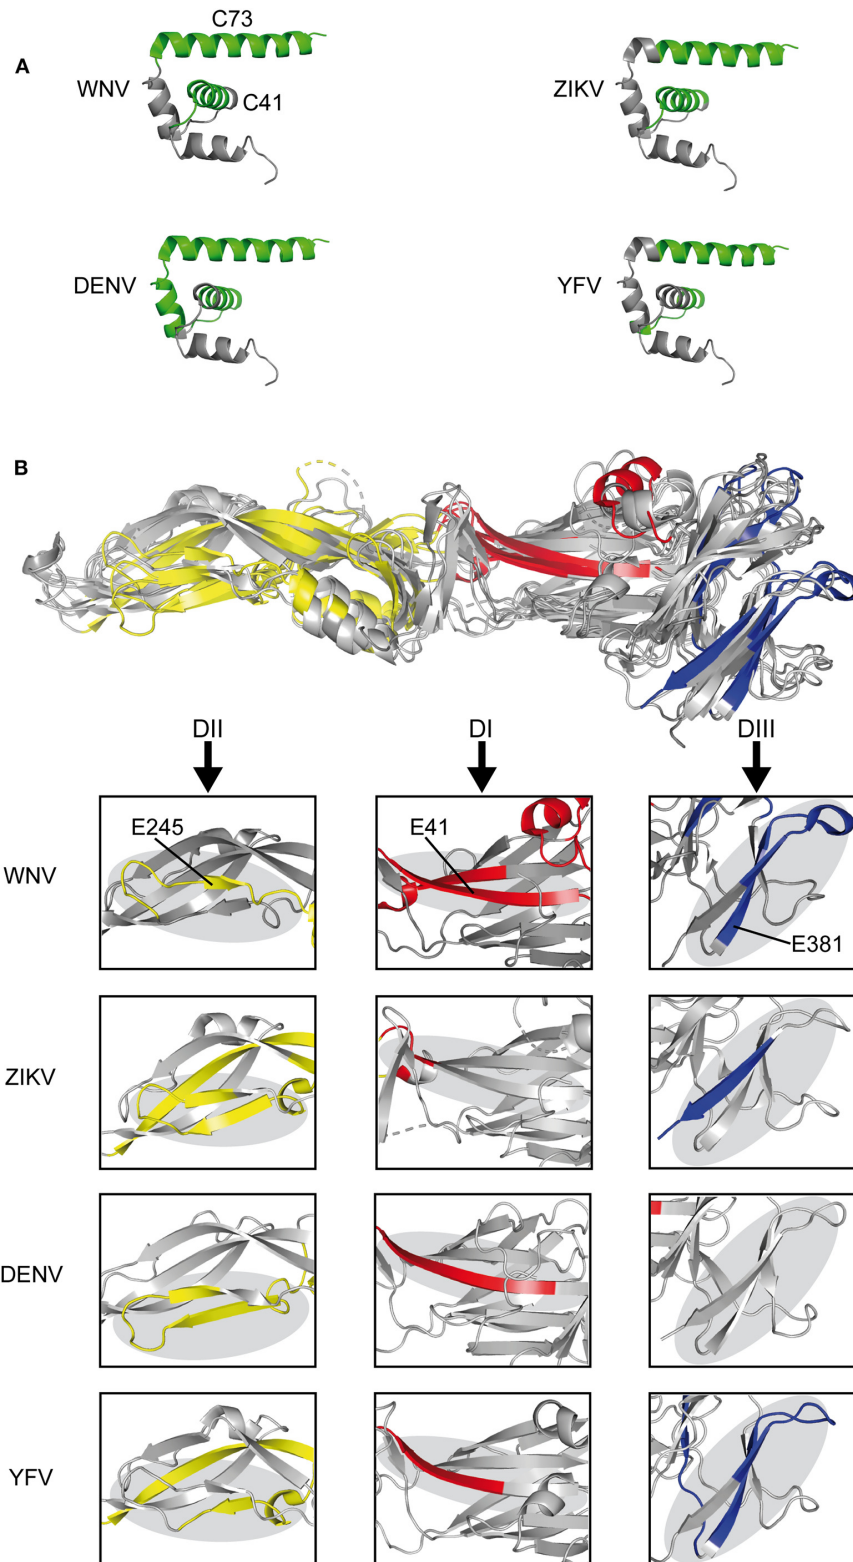 A
C73
WNV
C41
ZIKV
DENV
YFV
B
DII
DI
DIII
WNV
E245
E41
E381
ZIKV
DENV
YFV